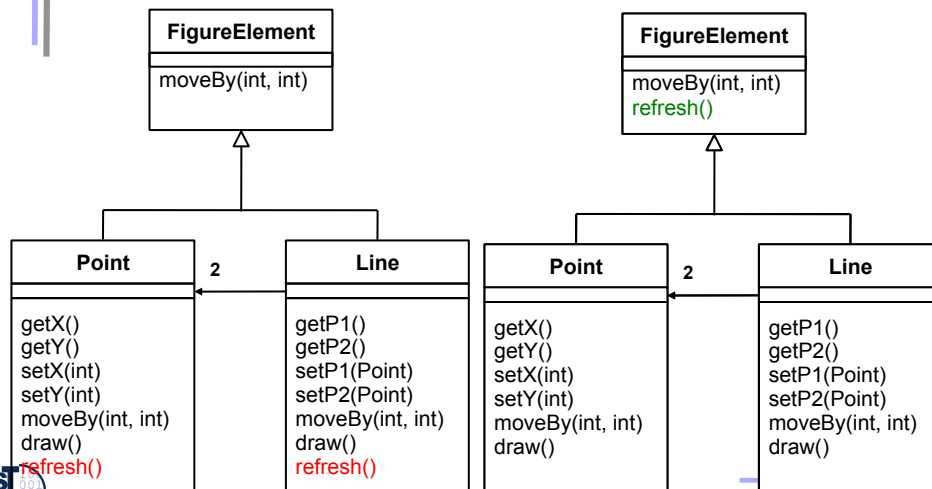 FigureElement
moveBy(int, int)
Point
2
Line
getX()
getY()
setX(int)
setY(int)
moveBy(int, int)
draw()
refresh()
getP1()
getP2()
setP1(Point)
setP2(Point)
moveBy(int, int)
draw()
refresh()
FigureElement
moveBy(int, int)
refresh()
Point
2
Line
getX()
getY()
setX(int)
setY(int)
moveBy(int, int)
draw()
getP1()
getP2()
setP1(Point)
setP2(Point)
moveBy(int, int)
draw()